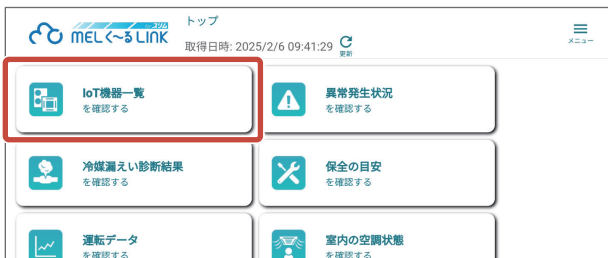 MELく〜るLINK
トップ
取得日時: 2025/2/6 09:41:29
更新
メニュー
IoT機器一覧
を確認する
異常発生状況
を確認する
冷媒漏えい診断結果
を確認する
保全の目安
を確認する
運転データ
を確認する
室内の空調状態
を確認する